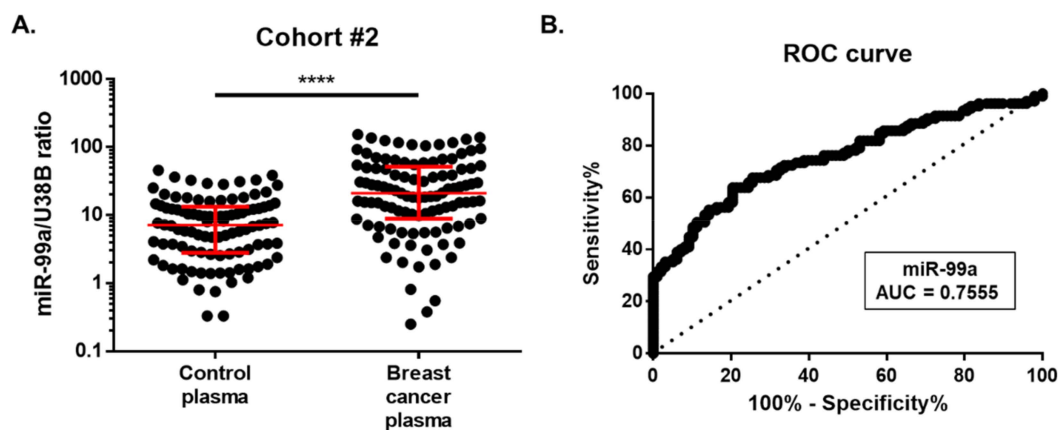 A.
Cohort #2
****
miR-99a/U38B ratio
1000
100
10
1
0.1
Control
plasma
Breast
cancer
plasma
B.
ROC curve
Sensitivity%
100
80
60
40
20
0
miR-99a
AUC = 0.7555
0 20 40 60 80 100
100% - Specificity%